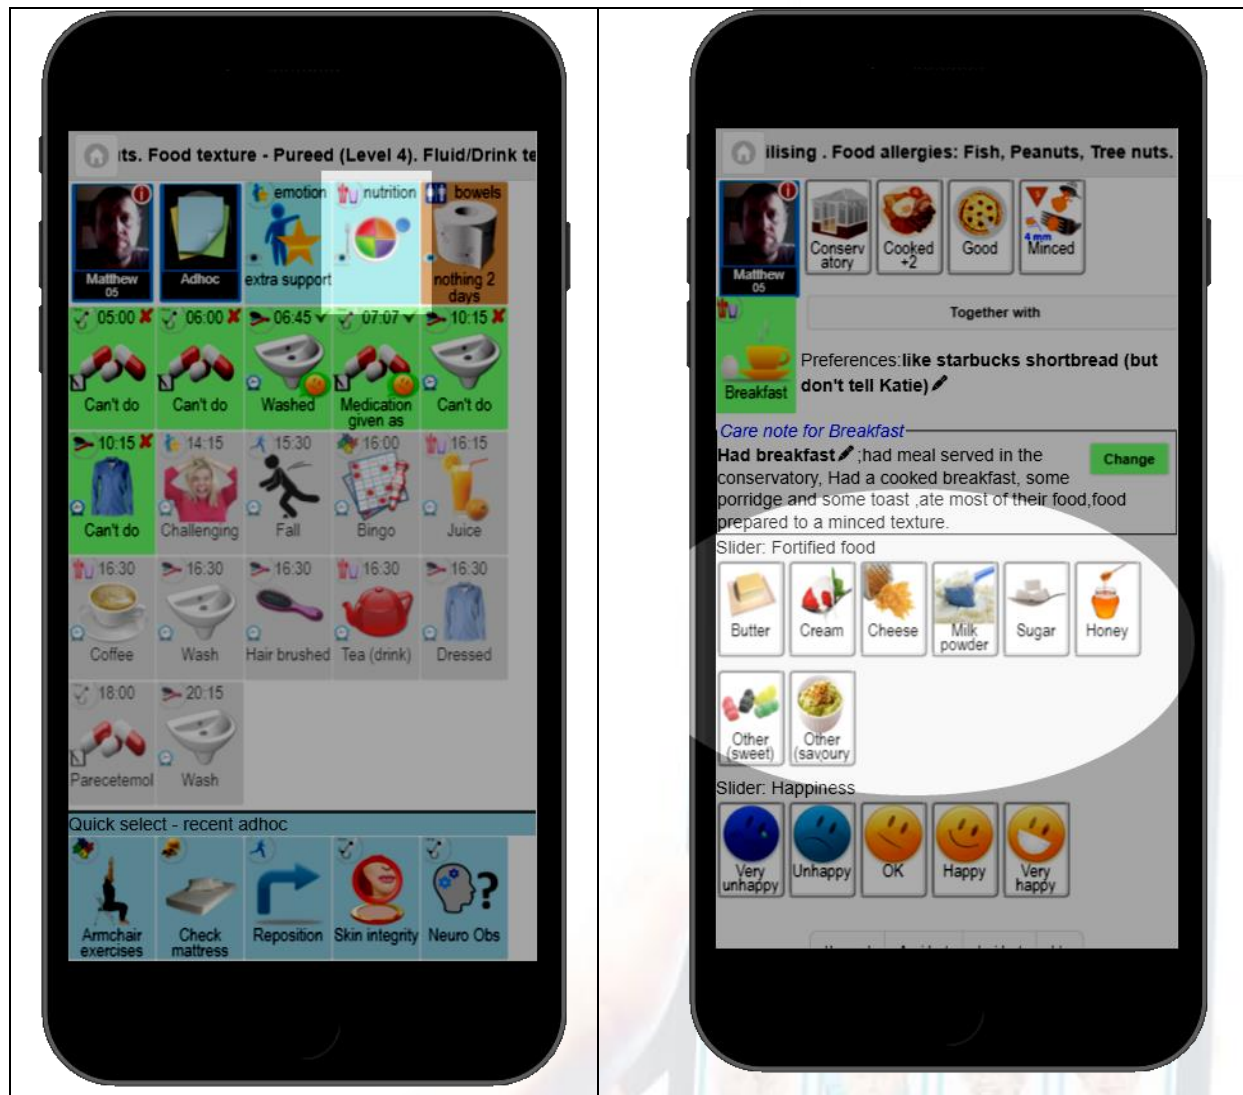 ts. Food texture - Pureed (Level 4). Fluid/Drink te
Matthew
05
Adhoc
emotion
extra support
nutrition
bowels
nothing 2
days
05:00
Can't do
06:00
Can't do
06:45
Washed
07:07
Medication
given as
10:15
Can't do
10:15
Can't do
14:15
Challenging
15:30
Fall
16:00
Bingo
16:15
Juice
16:30
Coffee
16:30
Wash
16:30
Hair brushed
16:30
Tea (drink)
16:30
Dressed
18:00
Parecetemol
20:15
Wash
Quick select - recent adhoc
Armchair
exercises
Check
mattress
Reposition
Skin integrity
Neuro Obs
ilising . Food allergies: Fish, Peanuts, Tree nuts.
Matthew
05
Conserv
atory
Cooked
+2
Good
4 mm
Minced
Together with
Breakfast
Preferences:like starbucks shortbread (but
don't tell Katie)
Care note for Breakfast
Had breakfast ;had meal served in the
conservatory, Had a cooked breakfast, some
porridge and some toast ,ate most of their food,food
prepared to a minced texture.
Change
Slider: Fortified food
Butter
Cream
Cheese
Milk
powder
Sugar
Honey
Other
(sweet)
Other
(savoury
Slider: Happiness
Very
unhappy
Unhappy
OK
Happy
Very
happy